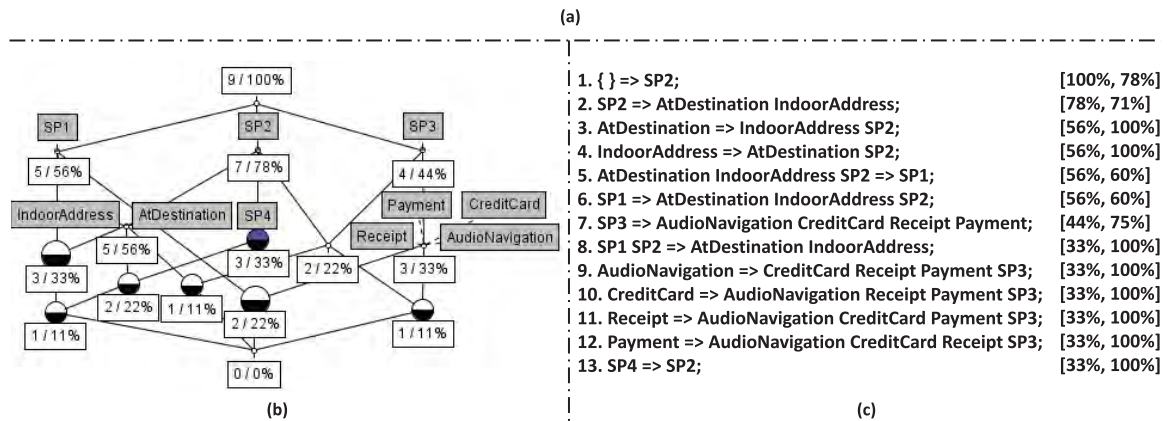 (a)
9 / 100%
SP1
SP2
SP3
5 / 56%
7 / 78%
4 / 44%
Payment
CreditCard
IndoorAddress
AtDestination
SP4
Receipt
AudioNavigation
5 / 56%
3 / 33%
3 / 33%
2 / 22%
3 / 33%
2 / 22%
1 / 11%
1 / 11%
2 / 22%
1 / 11%
0 / 0%
(b)
1. { } => SP2; [100%, 78%]
2. SP2 => AtDestination IndoorAddress; [78%, 71%]
3. AtDestination => IndoorAddress SP2; [56%, 100%]
4. IndoorAddress => AtDestination SP2; [56%, 100%]
5. AtDestination IndoorAddress SP2 => SP1; [56%, 60%]
6. SP1 => AtDestination IndoorAddress SP2; [56%, 60%]
7. SP3 => AudioNavigation CreditCard Receipt Payment; [44%, 75%]
8. SP1 SP2 => AtDestination IndoorAddress; [33%, 100%]
9. AudioNavigation => CreditCard Receipt Payment SP3; [33%, 100%]
10. CreditCard => AudioNavigation Receipt Payment SP3; [33%, 100%]
11. Receipt => AudioNavigation CreditCard Payment SP3; [33%, 100%]
12. Payment => AudioNavigation CreditCard Receipt SP3; [33%, 100%]
13. SP4 => SP2; [33%, 100%]
(c)